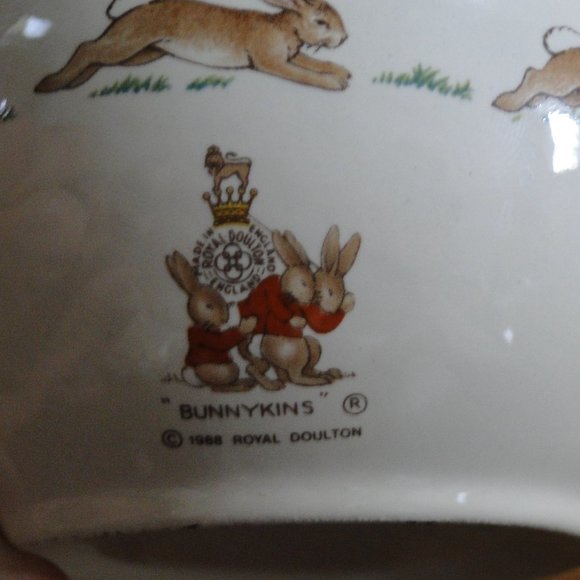 MADE IN ENGLAND
ROYAL DOULTON
ENGLAND
"BUNNYKINS" ®
© 1988 ROYAL DOULTON